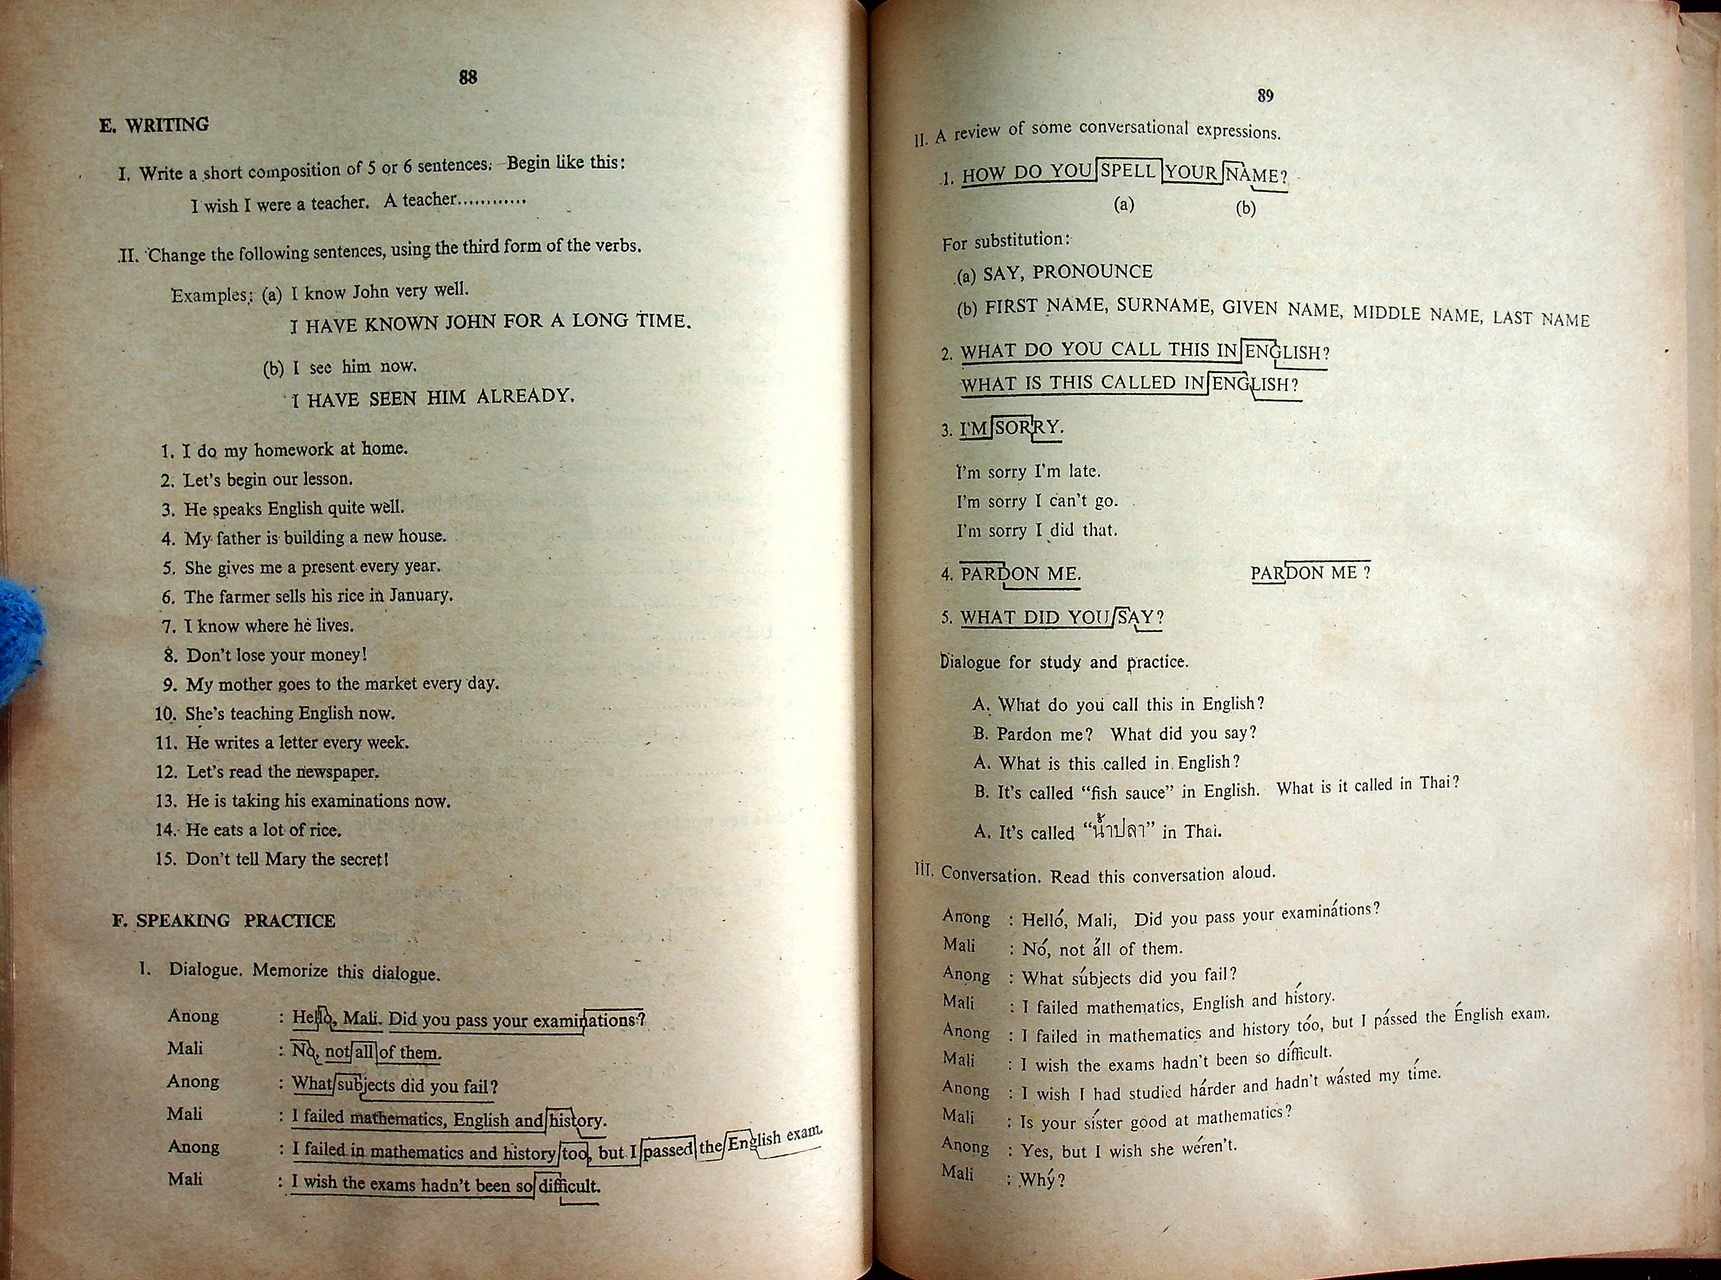 88
E. WRITING
I. Write a short composition of 5 or 6 sentences. Begin like this:
I wish I were a teacher. A teacher............
II. Change the following sentences, using the third form of the verbs.
Examples: (a) I know John very well.
I HAVE KNOWN JOHN FOR A LONG TIME.
(b) I see him now.
I HAVE SEEN HIM ALREADY.
1. I do my homework at home.
2. Let's begin our lesson.
3. He speaks English quite well.
4. My father is building a new house.
5. She gives me a present every year.
6. The farmer sells his rice in January.
7. I know where he lives.
8. Don't lose your money!
9. My mother goes to the market every day.
10. She's teaching English now.
11. He writes a letter every week.
12. Let's read the newspaper.
13. He is taking his examinations now.
14. He eats a lot of rice.
15. Don't tell Mary the secret!
F. SPEAKING PRACTICE
I. Dialogue. Memorize this dialogue.
Anong : Hello, Mali. Did you pass your examinations?
Mali : No, not all of them.
Anong : What subjects did you fail?
Mali : I failed mathematics, English and history.
Anong : I failed in mathematics and history too, but I passed the English exam.
Mali : I wish the exams hadn't been so difficult.
89
II. A review of some conversational expressions.
1. HOW DO YOU SPELL YOUR NAME?
(a) (b)
For substitution:
(a) SAY, PRONOUNCE
(b) FIRST NAME, SURNAME, GIVEN NAME, MIDDLE NAME, LAST NAME
2. WHAT DO YOU CALL THIS IN ENGLISH?
WHAT IS THIS CALLED IN ENGLISH?
3. I'M SORRY.
I'm sorry I'm late.
I'm sorry I can't go.
I'm sorry I did that.
4. PARDON ME. PARDON ME ?
5. WHAT DID YOU SAY?
Dialogue for study and practice.
A. What do you call this in English?
B. Pardon me? What did you say?
A. What is this called in English?
B. It's called “fish sauce” in English. What is it called in Thai?
A. It's called “น้ำปลา” in Thai.
III. Conversation. Read this conversation aloud.
Anong : Helló, Mali, Did you pass your examinátions?
Mali : Nó, not áll of them.
Anong : What súbjects did you fail?
Mali : I failed mathematics, English and hístory.
Anong : I failed in mathematics and history tóo, but I pássed the Énglish exam.
Mali : I wish the exams hadn't been so dífficult.
Anong : I wish I had studied hárder and hadn't wásted my tíme.
Mali : Is your síster good at mathemátics?
Anong : Yes, but I wish she wéren't.
Mali : Whý?